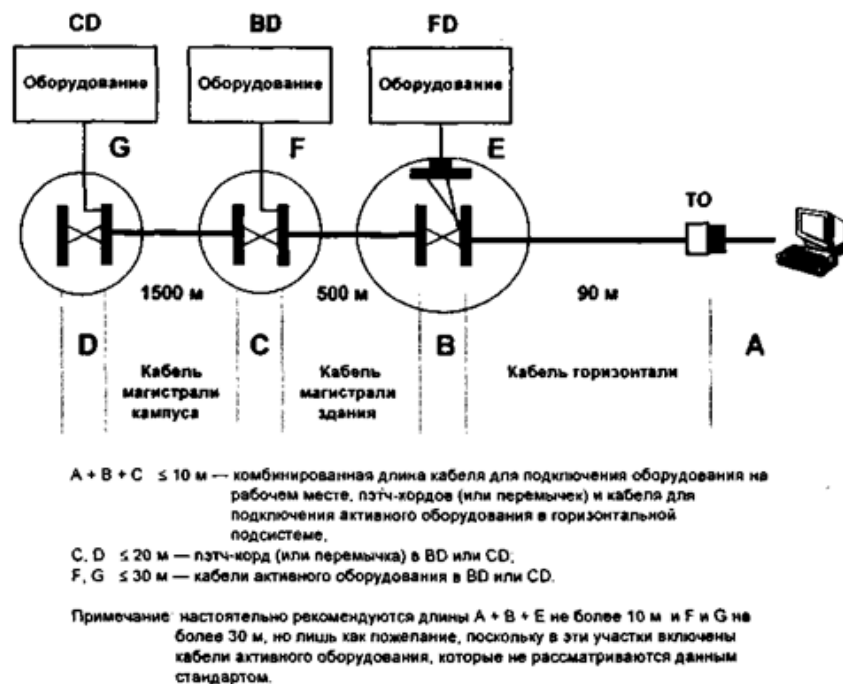 CD BD FD
Оборудование Оборудование Оборудование
G F E
TO
1500 м 500 м 90 м
D C B A
Кабель магистрали кампуса
Кабель магистрали здания
Кабель горизонтали
A + B + C ≤ 10 м — комбинированная длина кабеля для подключения оборудования на
рабочем месте, пэтч-кордов (или перемычек) и кабеля для
подключения активного оборудования в горизонтальной
подсистеме,
C, D ≤ 20 м — пэтч-корд (или перемычка) в BD или CD;
F, G ≤ 30 м — кабели активного оборудования в BD или CD.
Примечание: настоятельно рекомендуются длины A + B + E не более 10 м и F и G не
более 30 м, но лишь как пожелание, поскольку в эти участки включены
кабели активного оборудования, которые не рассматриваются данным
стандартом.